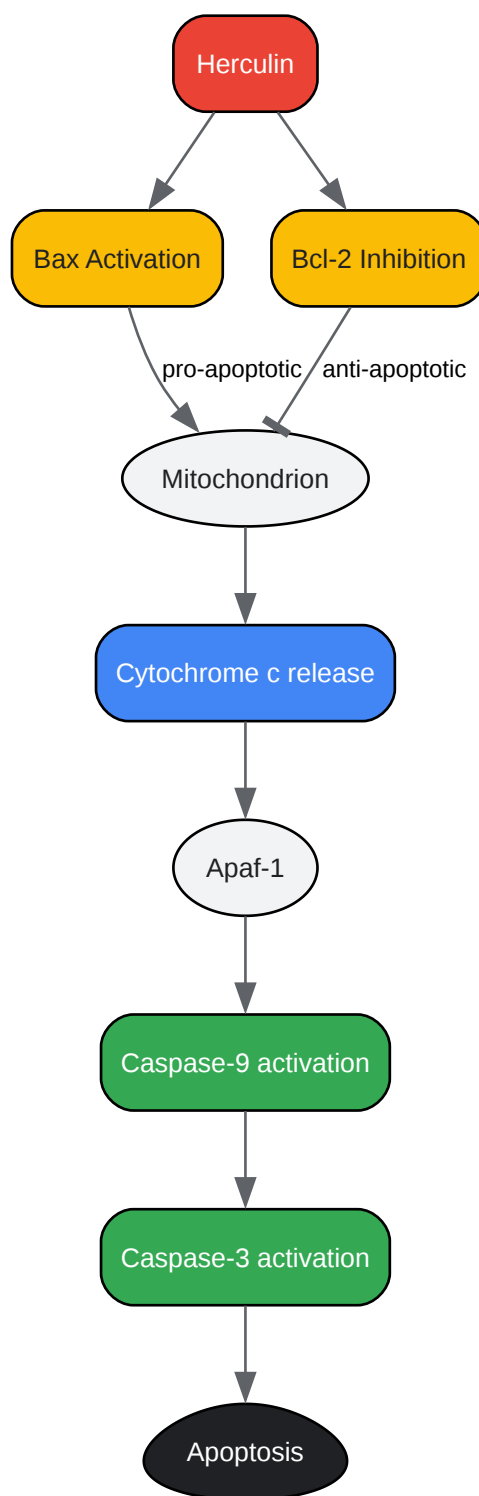 Herculin
Bax Activation
Bcl-2 Inhibition
pro-apoptotic
anti-apoptotic
Mitochondrion
Cytochrome c release
Apaf-1
Caspase-9 activation
Caspase-3 activation
Apoptosis